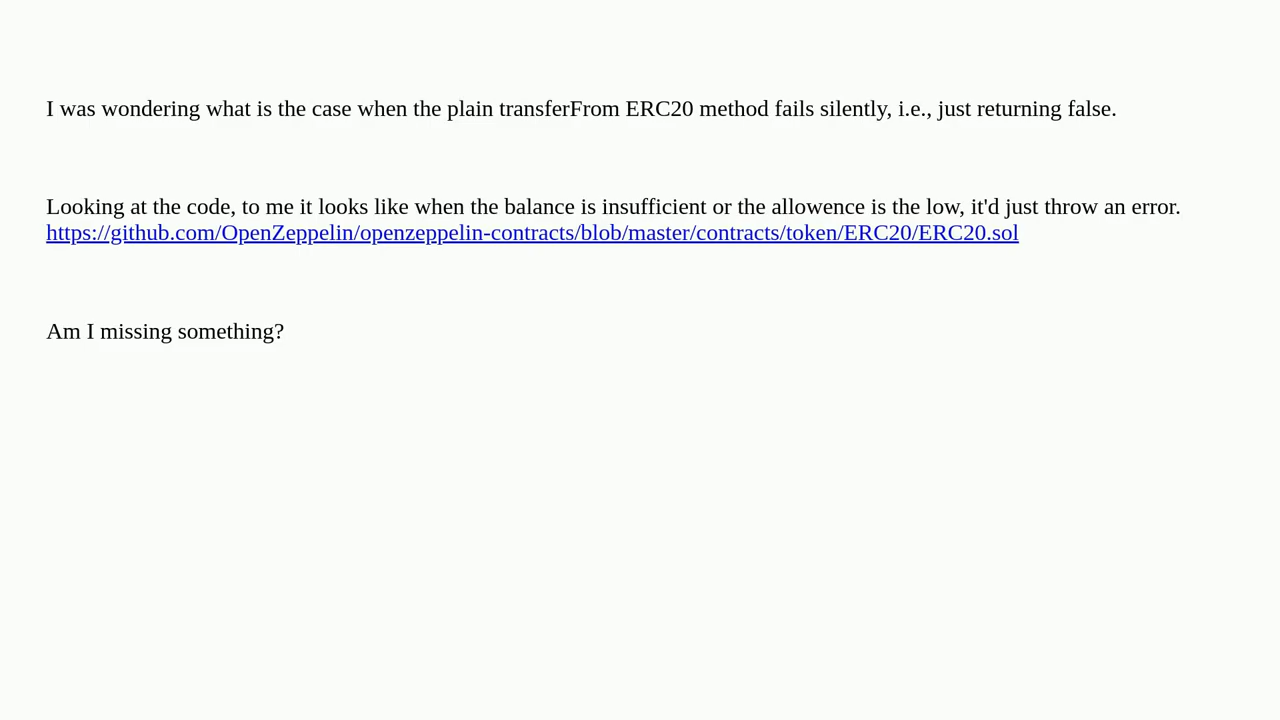 I was wondering what is the case when the plain transferFrom ERC20 method fails silently, i.e., just returning false.
Looking at the code, to me it looks like when the balance is insufficient or the allowence is the low, it'd just throw an error.
https://github.com/OpenZeppelin/openzeppelin-contracts/blob/master/contracts/token/ERC20/ERC20.sol
Am I missing something?